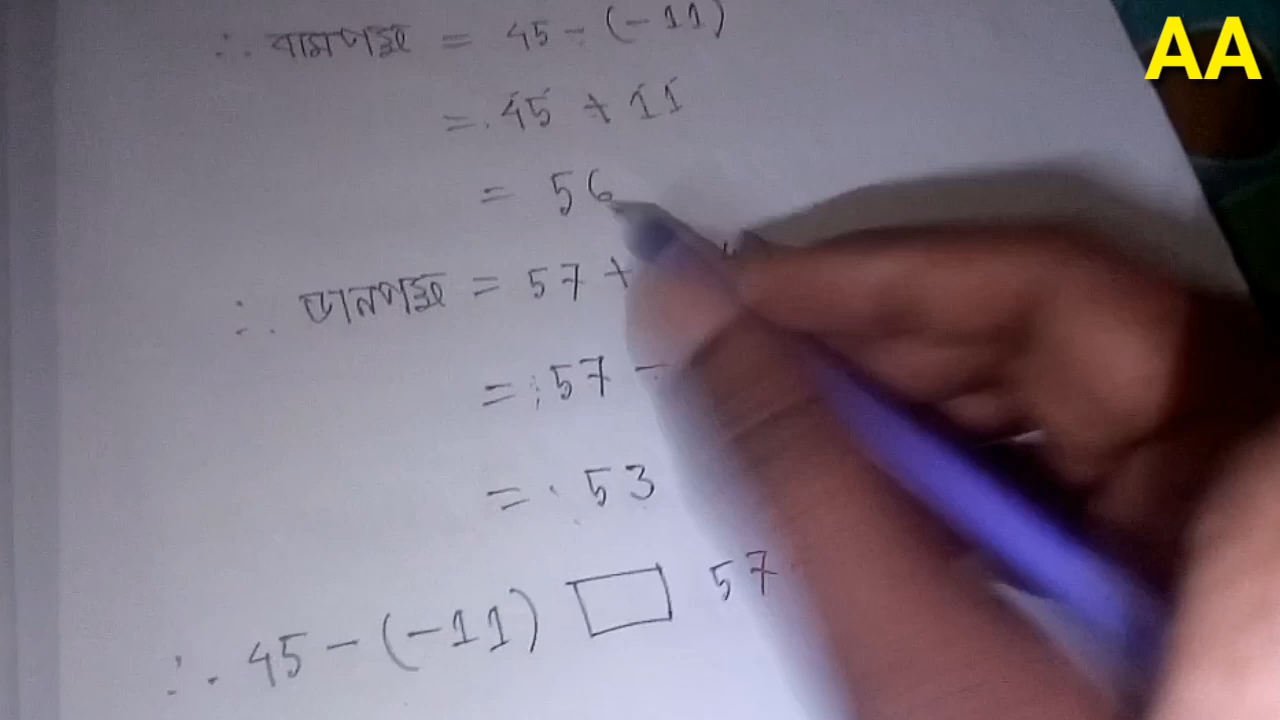 ∴ বামপক্ষ = 45 - (-11)
= 45 + 11
= 56
∴ ডানপক্ষ = 57 +
= 57 -
= 53
∴ 45 - (-11) □ 57
AA